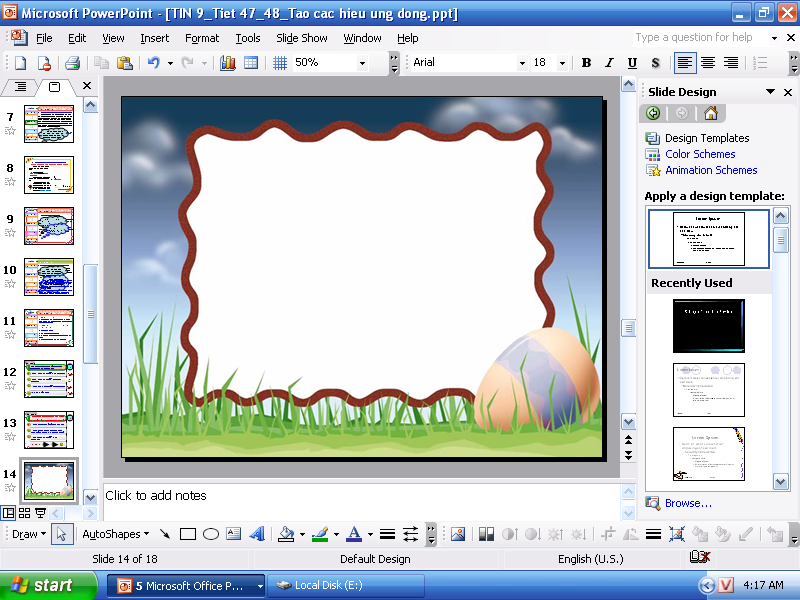 Microsoft PowerPoint - [TIN 9_Tiet 47_48_Tao cac hieu ung dong.ppt]
File Edit View Insert Format Tools Slide Show Window Help
Type a question for help
50%
Arial
18
B I U S
Slide Design
Design Templates
Color Schemes
Animation Schemes
Apply a design template:
Recently Used
Browse...
7
8
9
10
11
12
13
14
Click to add notes
Draw
AutoShapes
Slide 14 of 18
Default Design
English (U.S.)
start
5 Microsoft Office P...
Local Disk (E:)
V
4:17 AM